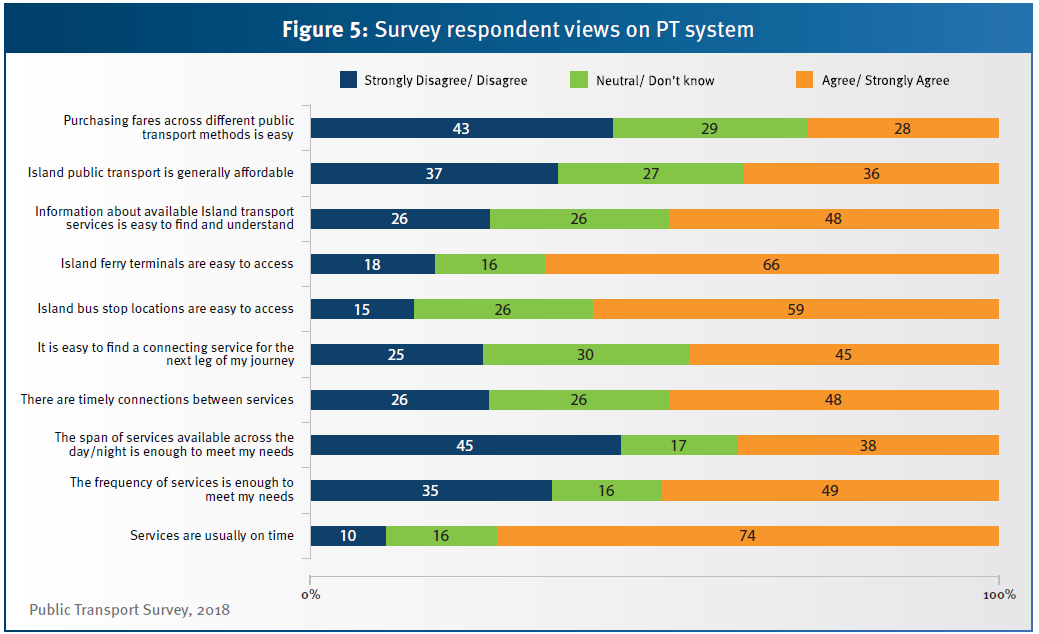 Figure 5: Survey respondent views on PT system
Strongly Disagree/ Disagree
Neutral/ Don't know
Agree/ Strongly Agree
Purchasing fares across different public
transport methods is easy
43
29
28
Island public transport is generally affordable
37
27
36
Information about available Island transport
services is easy to find and understand
26
26
48
Island ferry terminals are easy to access
18
16
66
Island bus stop locations are easy to access
15
26
59
It is easy to find a connecting service for the
next leg of my journey
25
30
45
There are timely connections between services
26
26
48
The span of services available across the
day/night is enough to meet my needs
45
17
38
The frequency of services is enough to
meet my needs
35
16
49
Services are usually on time
10
16
74
0%
100%
Public Transport Survey, 2018